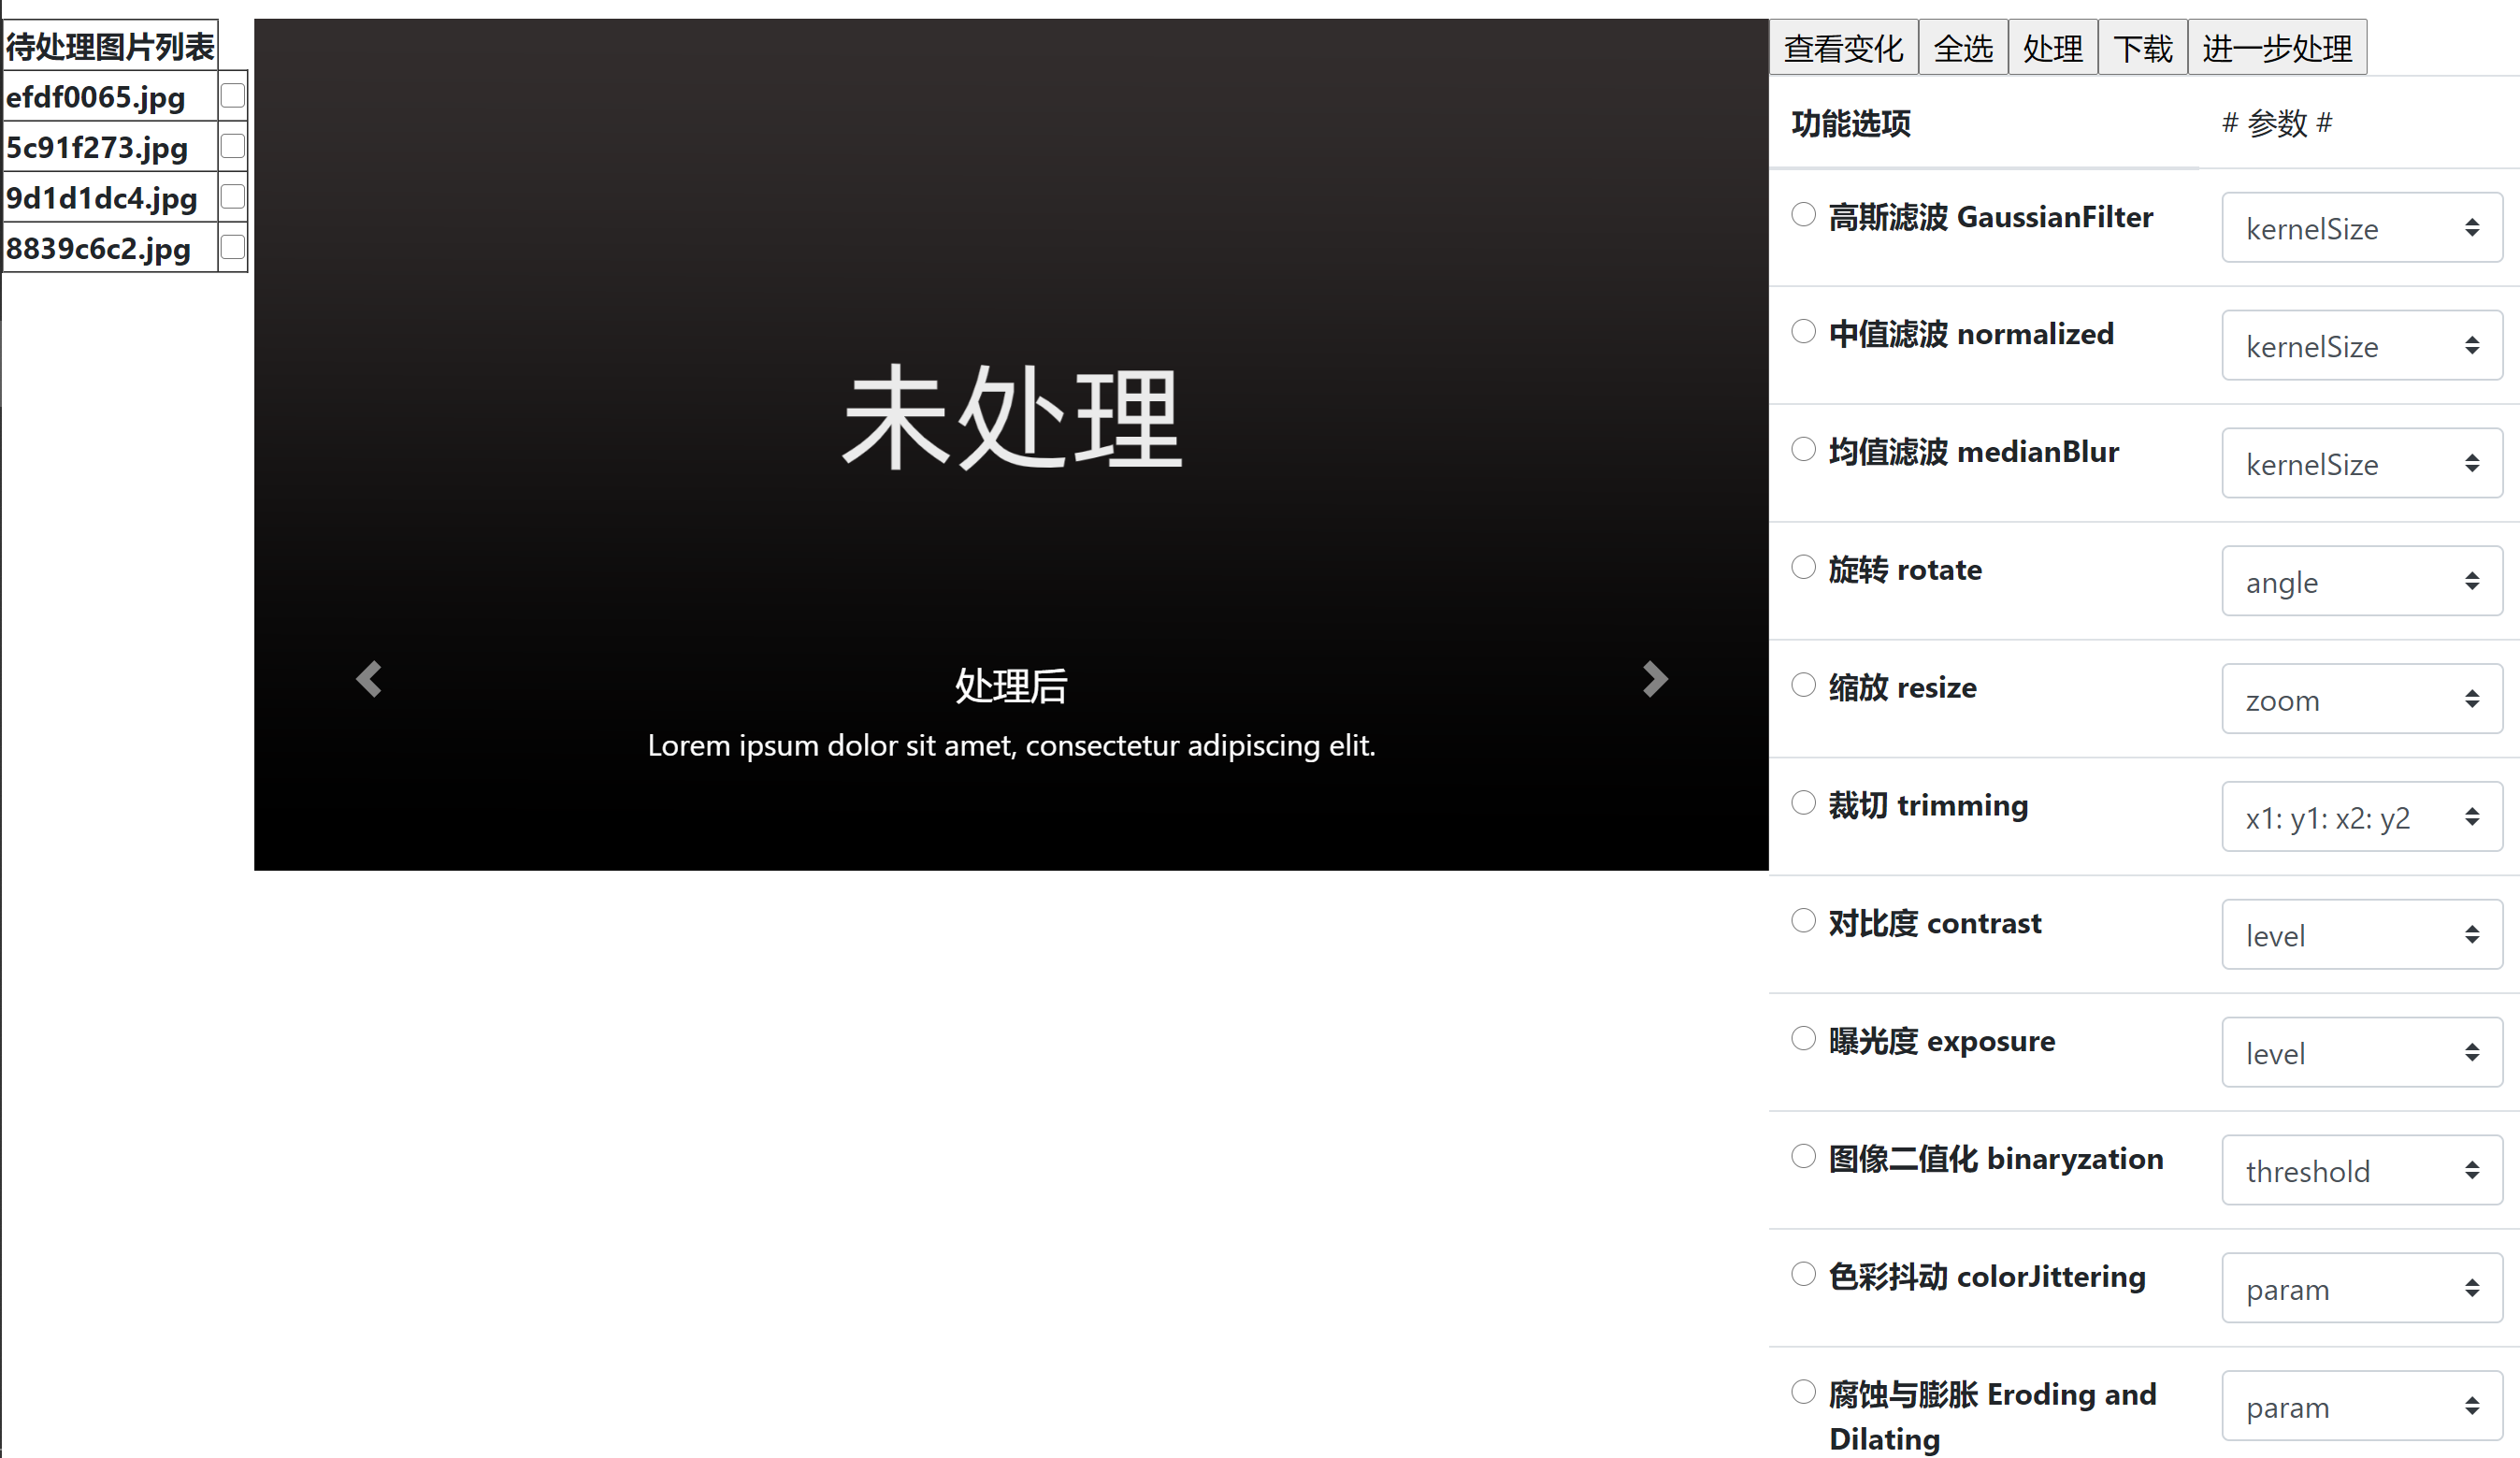 待处理图片列表
efdf0065.jpg
5c91f273.jpg
9d1d1dc4.jpg
8839c6c2.jpg
未处理
处理后
Lorem ipsum dolor sit amet, consectetur adipiscing elit.
查看变化 全选 处理 下载 进一步处理
功能选项 # 参数 #
高斯滤波 GaussianFilter kernelSize
中值滤波 normalized kernelSize
均值滤波 medianBlur kernelSize
旋转 rotate angle
缩放 resize zoom
裁切 trimming x1: y1: x2: y2
对比度 contrast level
曝光度 exposure level
图像二值化 binaryzation threshold
色彩抖动 colorJittering param
腐蚀与膨胀 Eroding and param
Dilating